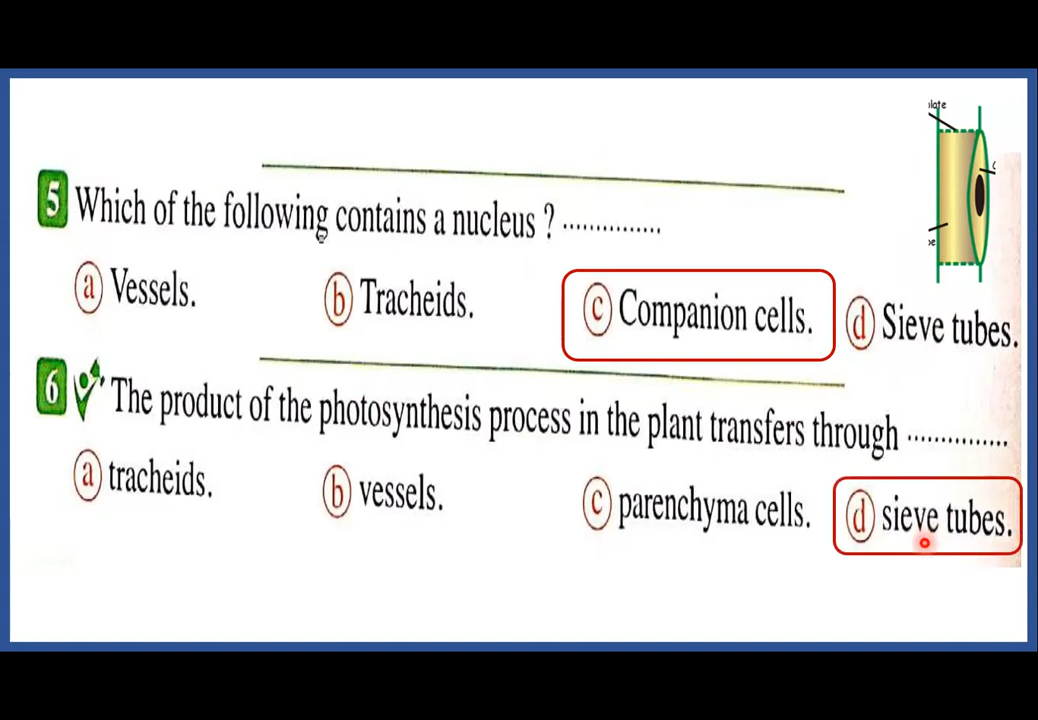 5 Which of the following contains a nucleus ? ...............
a Vessels. b Tracheids. c Companion cells. d Sieve tubes.
6 The product of the photosynthesis process in the plant transfers through ...............
a tracheids. b vessels. c parenchyma cells. d sieve tubes.